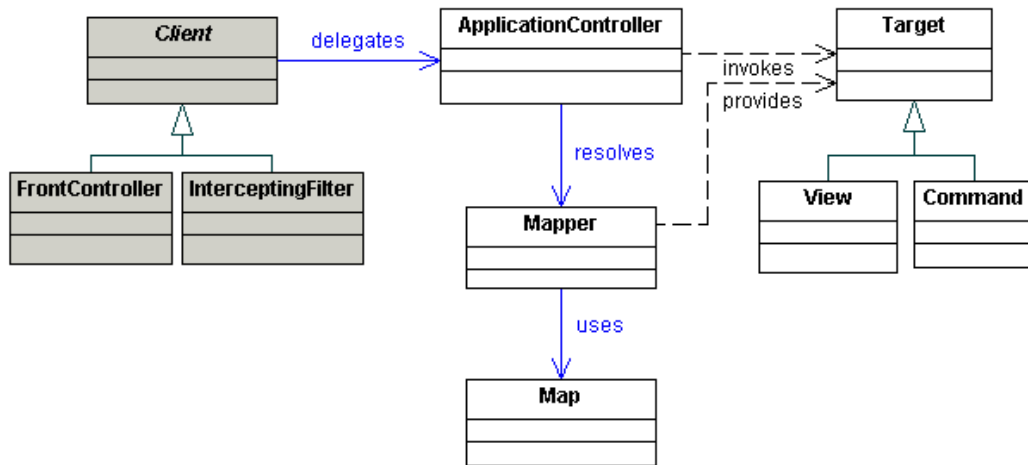 Client
delegates
ApplicationController
Target
invokes
provides
resolves
FrontController
InterceptingFilter
Mapper
View
Command
uses
Map